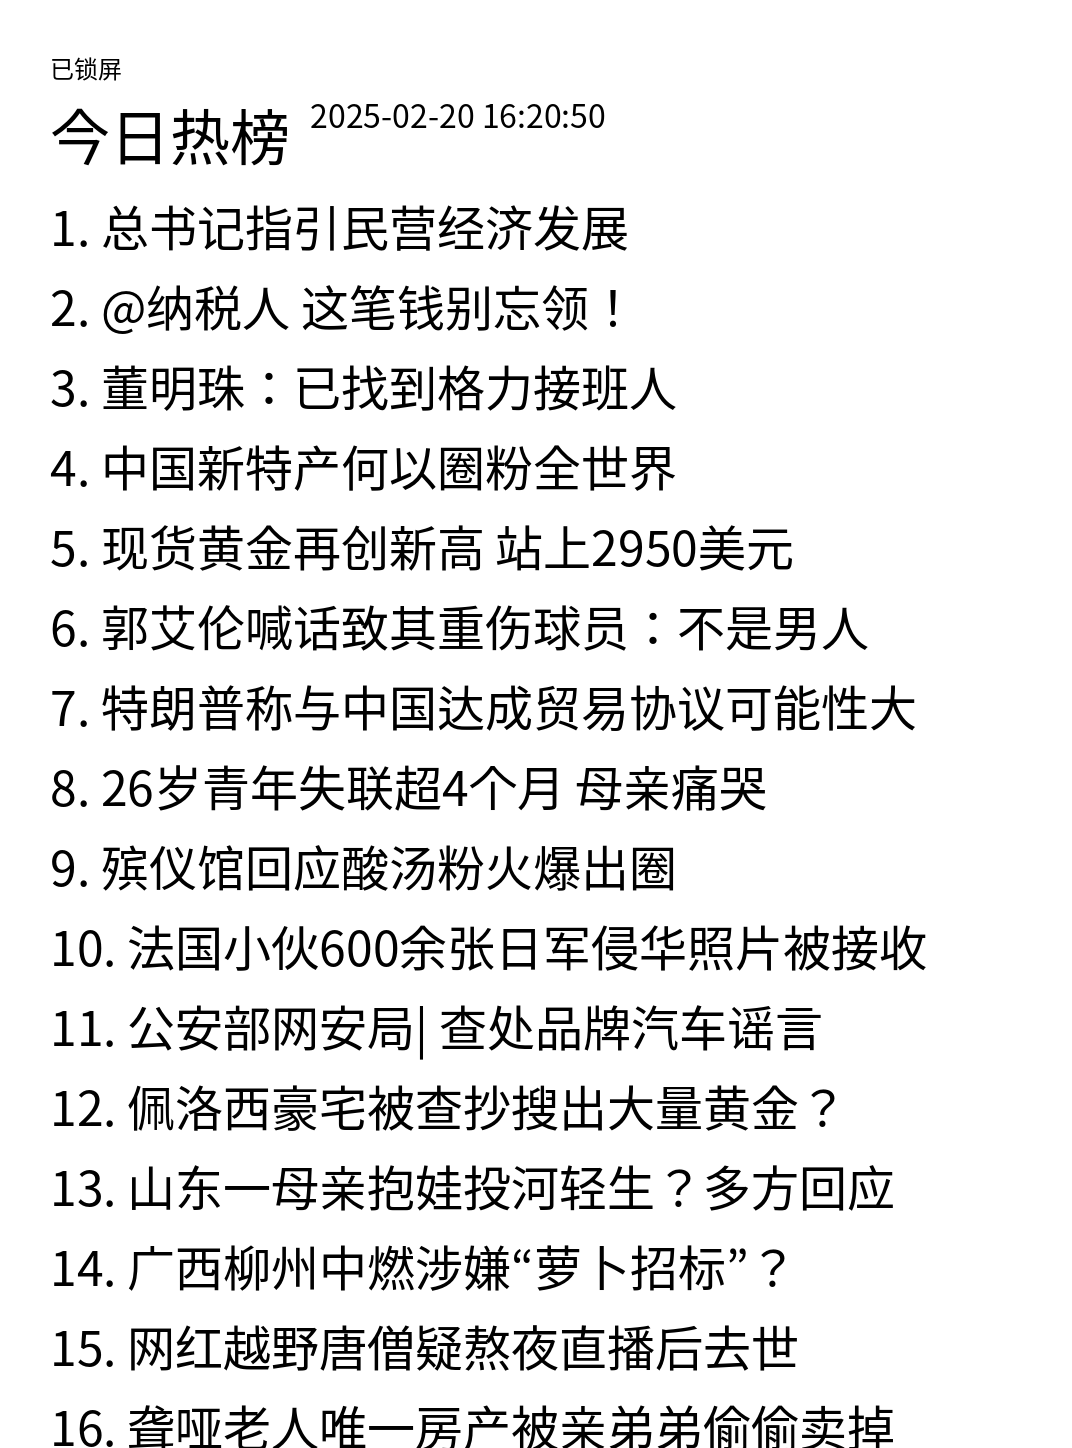 已锁屏
今日热榜 2025-02-20 16:20:50
1. 总书记指引民营经济发展
2. @纳税人 这笔钱别忘领！
3. 董明珠：已找到格力接班人
4. 中国新特产何以圈粉全世界
5. 现货黄金再创新高 站上2950美元
6. 郭艾伦喊话致其重伤球员：不是男人
7. 特朗普称与中国达成贸易协议可能性大
8. 26岁青年失联超4个月 母亲痛哭
9. 殡仪馆回应酸汤粉火爆出圈
10. 法国小伙600余张日军侵华照片被接收
11. 公安部网安局| 查处品牌汽车谣言
12. 佩洛西豪宅被查抄搜出大量黄金？
13. 山东一母亲抱娃投河轻生？多方回应
14. 广西柳州中燃涉嫌“萝卜招标”？
15. 网红越野唐僧疑熬夜直播后去世
16. 聋哑老人唯一房产被亲弟弟偷偷卖掉